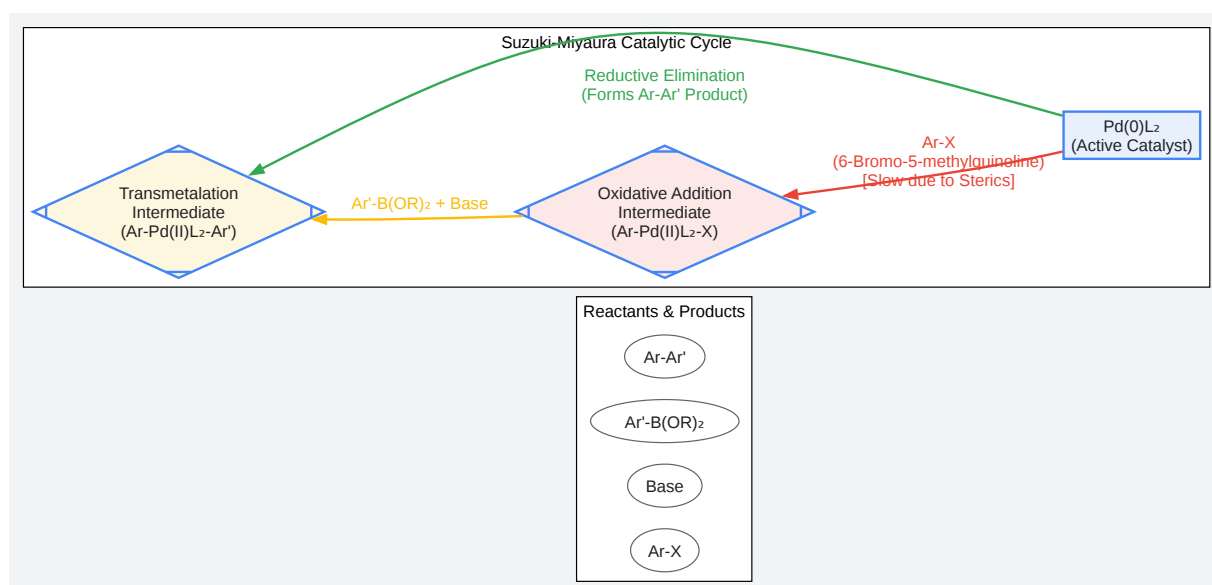 Suzuki-Miyaura Catalytic Cycle
Reductive Elimination
(Forms Ar-Ar' Product)
Pd(0)L₂
(Active Catalyst)
Ar-X
(6-Bromo-5-methylquinoline)
[Slow due to Sterics]
Transmetalation
Intermediate
(Ar-Pd(II)L₂-Ar')
Ar'-B(OR)₂ + Base
Oxidative Addition
Intermediate
(Ar-Pd(II)L₂-X)
Reactants & Products
Ar-Ar'
Ar'-B(OR)₂
Base
Ar-X